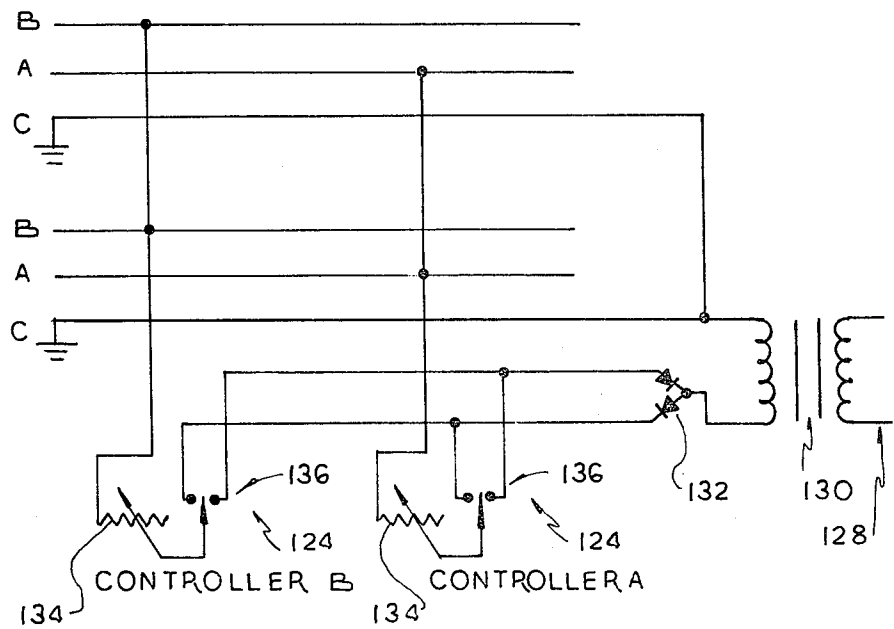 B
A
C
B
A
C
136
136
132
130
124
124
128
CONTROLLER B
CONTROLLER A
134
134